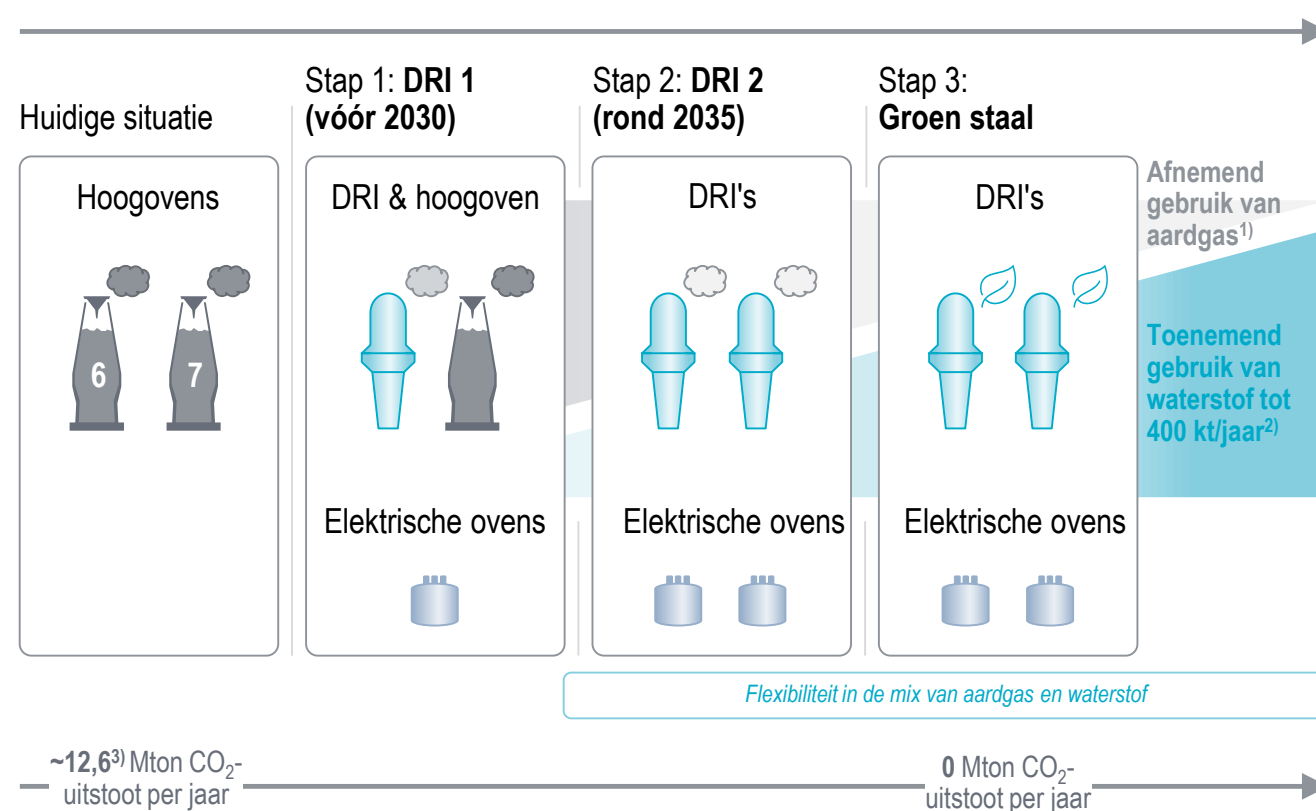 Huidige situatie
Stap 1: DRI 1
(vóór 2030)
Stap 2: DRI 2
(rond 2035)
Stap 3:
Groen staal
Hoogovens
6
7
DRI & hoogoven
Elektrische ovens
DRI's
Elektrische ovens
DRI's
Elektrische ovens
Afnemend
gebruik van
aardgas1)
Toenemend
gebruik van
waterstof tot
400 kt/jaar2)
Flexibiliteit in de mix van aardgas en waterstof
~12,63) Mton CO2-
uitstoot per jaar
0 Mton CO2-
uitstoot per jaar